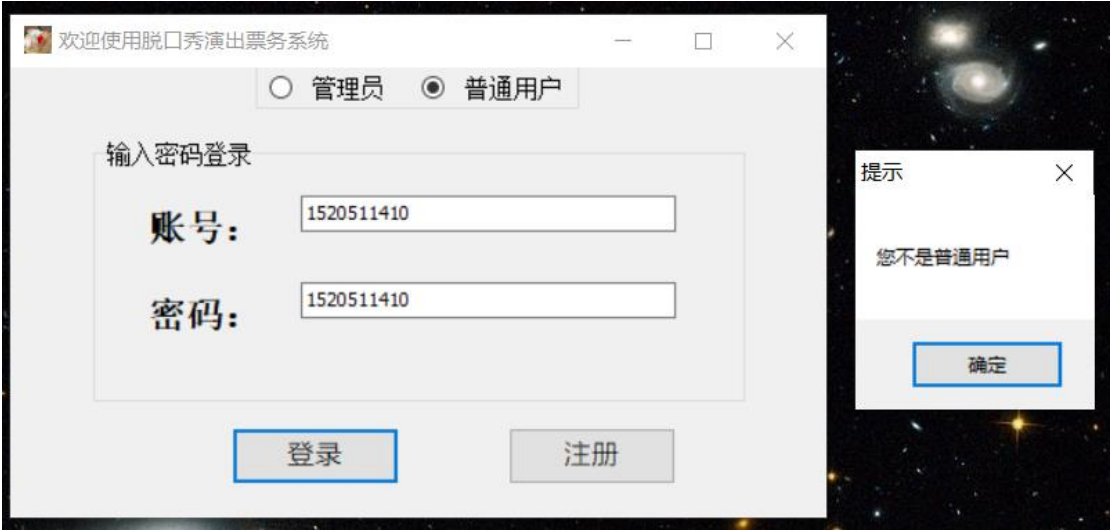 欢迎使用脱口秀演出票务系统
管理员 普通用户
输入密码登录
账号： 1520511410
密码： 1520511410
登录 注册
提示
您不是普通用户
确定